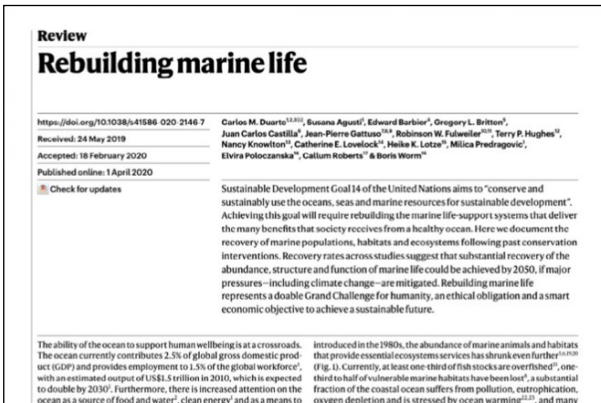 Review
Rebuilding marine life
https://doi.org/10.1038/s41586-020-2146-7
Received: 24 May 2019
Accepted: 18 February 2020
Published online: 1 April 2020
Check for updates
Carlos M. Duarte, Susana Agustí, Edward Barbier, Gregory L. Britten,
Juan Carlos Castilla, Jean-Pierre Gattuso, Robinson W. Fulweiler, Terry P. Hughes,
Nancy Knowlton, Catherine E. Lovelock, Heike K. Lotze, Milica Predragovic,
Elvira Poloczanska, Callum Roberts & Boris Worm
Sustainable Development Goal 14 of the United Nations aims to “conserve and
sustainably use the oceans, seas and marine resources for sustainable development”.
Achieving this goal will require rebuilding the marine life-support systems that deliver
the many benefits that society receives from a healthy ocean. Here we document the
recovery of marine populations, habitats and ecosystems following past conservation
interventions. Recovery rates across studies suggest that substantial recovery of the
abundance, structure and function of marine life could be achieved by 2050, if major
pressures—including climate change—are mitigated. Rebuilding marine life
represents a doable Grand Challenge for humanity, an ethical obligation and a smart
economic objective to achieve a sustainable future.
The ability of the ocean to support human wellbeing is at a crossroads.
The ocean currently contributes 2.5% of global gross domestic prod-
uct (GDP) and provides employment to 1.5% of the global workforce,
with an estimated output of US$1.5 trillion in 2010, which is expected
to double by 2030. Furthermore, there is increased attention on the
ocean as a source of food and water, clean energy and as a means to
introduced in the 1980s, the abundance of marine animals and habitats
that provide essential ecosystems services has shrunk even further
(Fig. 1). Currently, at least one-third of fish stocks are overfished, one-
third to half of vulnerable marine habitats have been lost, a substantial
fraction of the coastal ocean suffers from pollution, eutrophication,
oxygen depletion and is stressed by ocean warming, and many